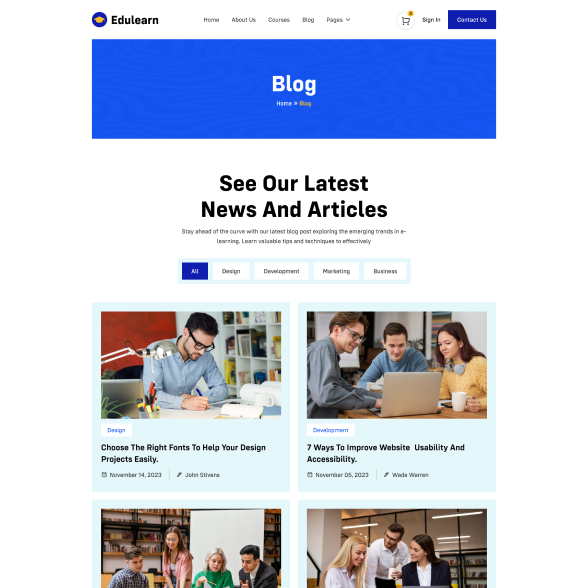 Edulearn
Home About Us Courses Blog Pages
0
Sign In
Contact Us
Blog
Home » Blog
See Our Latest
News And Articles
Stay ahead of the curve with our latest blog post exploring the emerging trends in e-
learning. Learn valuable tips and techniques to effectively
All Design Development Marketing Business
Design
Choose The Right Fonts To Help Your Design
Projects Easily.
November 14, 2023 John Stivens
Development
7 Ways To Improve Website Usability And
Accessibility.
November 05, 2023 Wade Warren